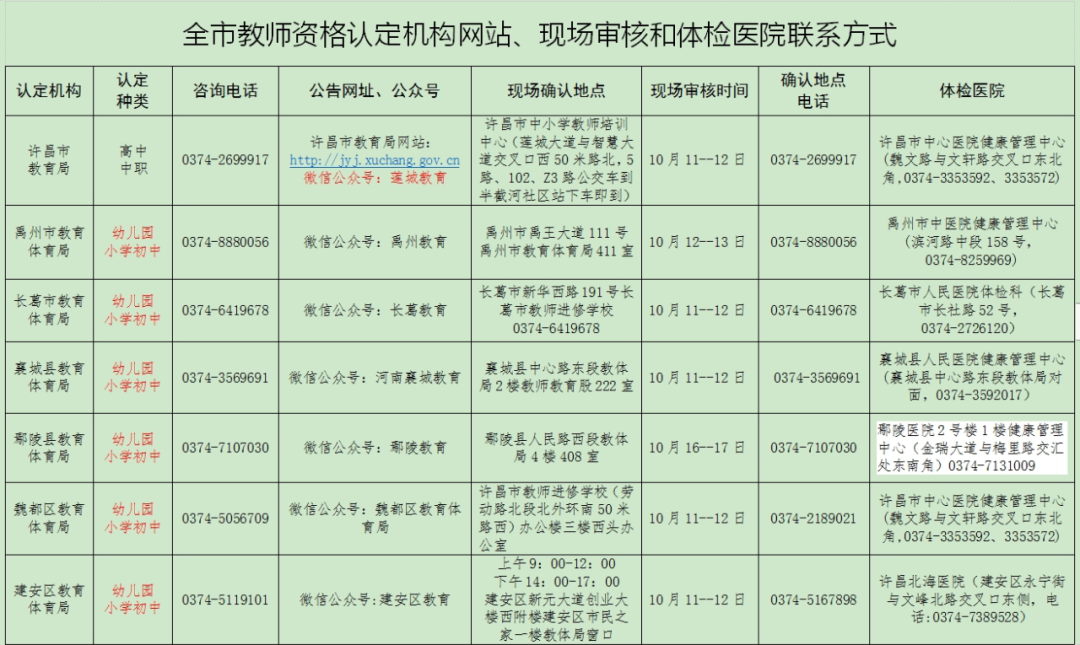 全市教师资格认定机构网站、现场审核和体检医院联系方式
认定机构
认定
种类
咨询电话
公告网址、公众号
现场确认地点
现场审核时间
确认地点
电话
体检医院
许昌市
教育局
高中
中职
0374-2699917
许昌市教育局网站：
http://jyj.xuchang.gov.cn
微信公众号：莲城教育
许昌市中小学教师培训
中心（莲城大道与智慧大
道交叉口西50米路北，5
路、102、Z3路公交车到
半截河社区站下车即到）
10月11--12日
0374-2699917
许昌市中心医院健康管理中心
(魏文路与文轩路交叉口东北
角,0374-3353592、3353572)
禹州市教育
体育局
幼儿园
小学初中
0374-8880056
微信公众号：禹州教育
禹州市禹王大道111号
禹州市教育体育局411室
10月12--13日
0374-8880056
禹州市中医院健康管理中心
(滨河路中段158号，
0374-8259969)
长葛市教育
体育局
幼儿园
小学初中
0374-6419678
微信公众号：长葛教育
长葛市新华西路191号长
葛市教师进修学校
0374-6419678
10月11--12日
0374-6419678
长葛市人民医院体检科（长葛
市长社路52号，
0374-2726120）
襄城县教育
体育局
幼儿园
小学初中
0374-3569691
微信公众号：河南襄城教育
襄城县中心路东段教体
局2楼教师教育股222室
10月11--12日
0374-3569691
襄城县人民医院健康管理中心
(襄城县中心路东段教体局对
面，0374-3592017）
鄢陵县教育
体育局
幼儿园
小学初中
0374-7107030
微信公众号：鄢陵教育
鄢陵县人民路西段教体
局4楼408室
10月16--17日
0374-7107030
鄢陵医院2号楼1楼健康管理
中心（金瑞大道与梅里路交汇
处东南角）0374-7131009
魏都区教育
体育局
幼儿园
小学初中
0374-5056709
微信公众号：魏都区教育体
育局
许昌市教师进修学校（劳
动路北段北外环南50米
路西）办公楼三楼西头办
公室
10月11--12日
0374-2189021
许昌市中心医院健康管理中心
(魏文路与文轩路交叉口东北
角,0374-3353592、3353572)
建安区教育
体育局
幼儿园
小学初中
0374-5119101
微信公众号:建安区教育
上午9：00-12：00
下午14：00-17：00
建安区新元大道创业大
楼西附楼建安区市民之
家一楼教体局窗口
10月11--12日
0374-5167898
许昌北海医院（建安区永宁街
与文峰北路交叉口东侧，电
话:0374-7389528）